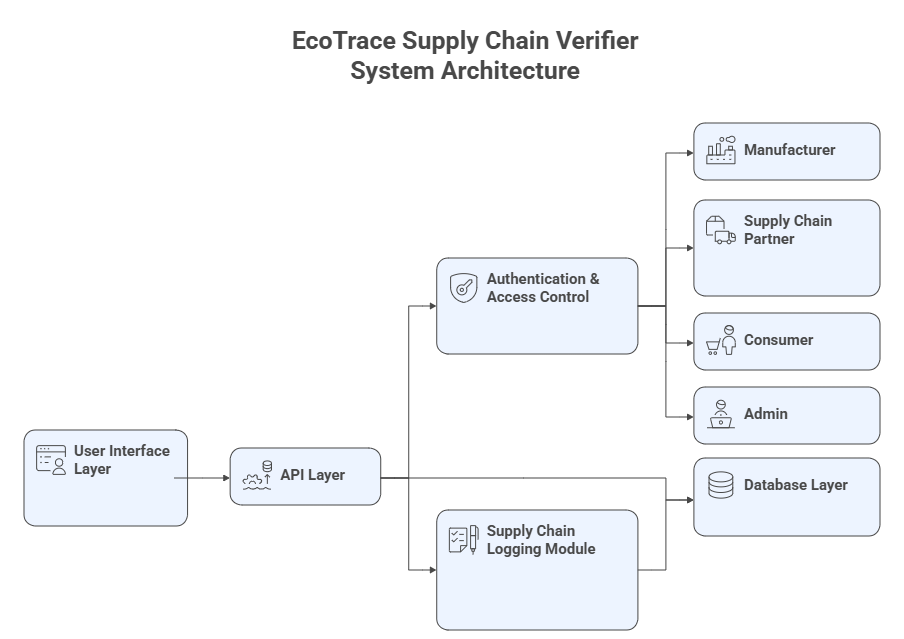 EcoTrace Supply Chain Verifier
System Architecture
Manufacturer
Supply Chain
Partner
Authentication &
Access Control
Consumer
Admin
User Interface
Layer
API Layer
Database Layer
Supply Chain
Logging Module